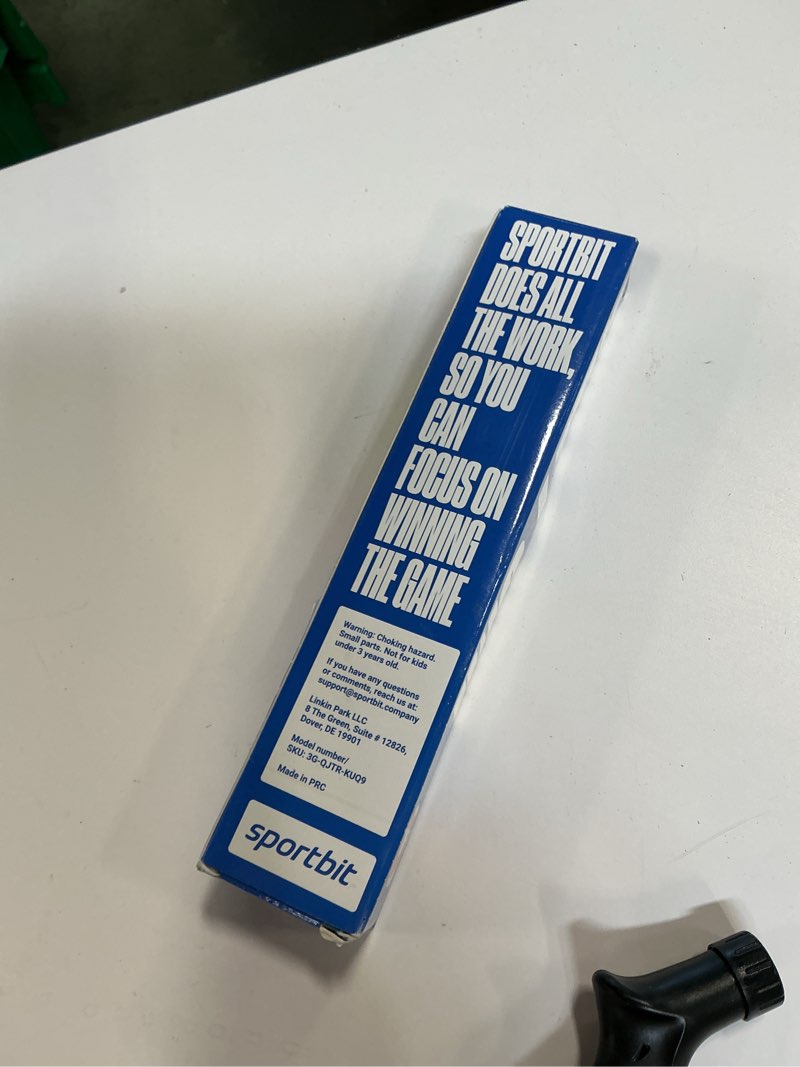 SPORTBIT
DOES ALL
THE WORK,
SO YOU
CAN
FOCUS ON
WINNING
THE GAME
Warning: Choking hazard.
Small parts. Not for kids
under 3 years old.
If you have any questions
or comments, reach us at:
support@sportbit.company
Linkin Park LLC
8 The Green, Suite # 12826,
Dover, DE 19901
Model number/
SKU: 3G-QJTR-KUQ9
Made in PRC
sportbit